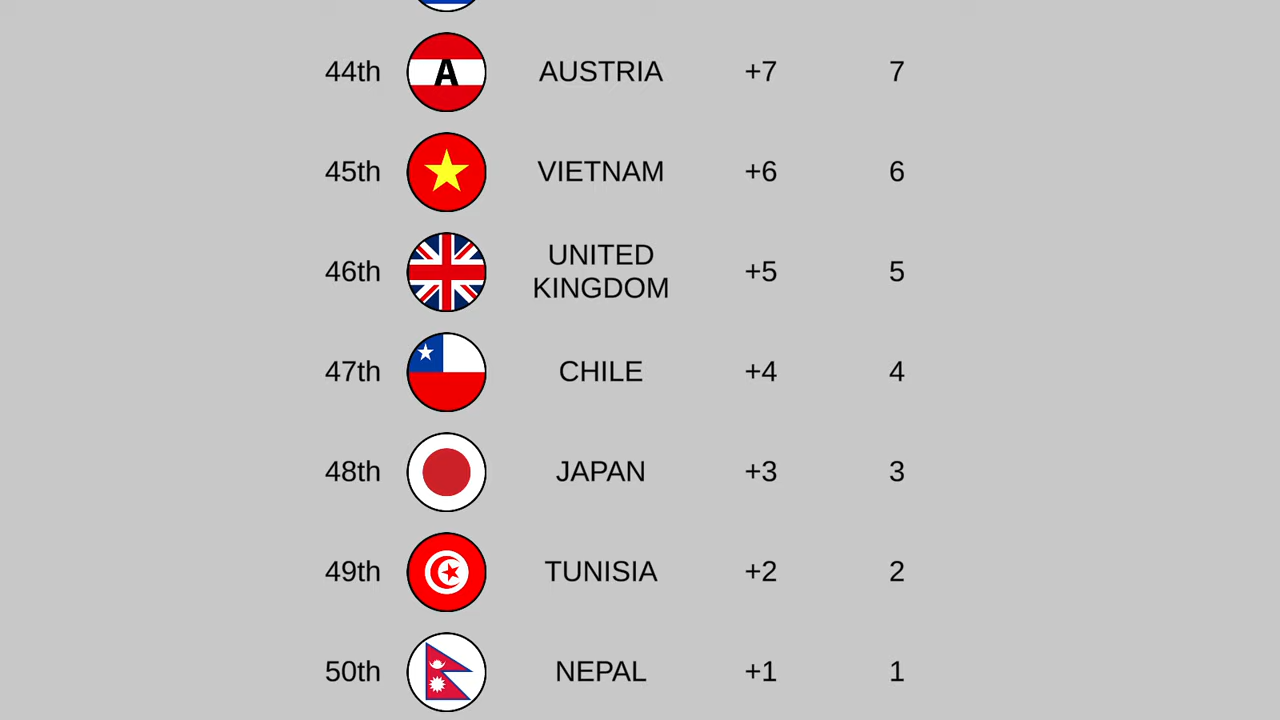 44th A AUSTRIA +7 7
45th VIETNAM +6 6
46th UNITED KINGDOM +5 5
47th CHILE +4 4
48th JAPAN +3 3
49th TUNISIA +2 2
50th NEPAL +1 1